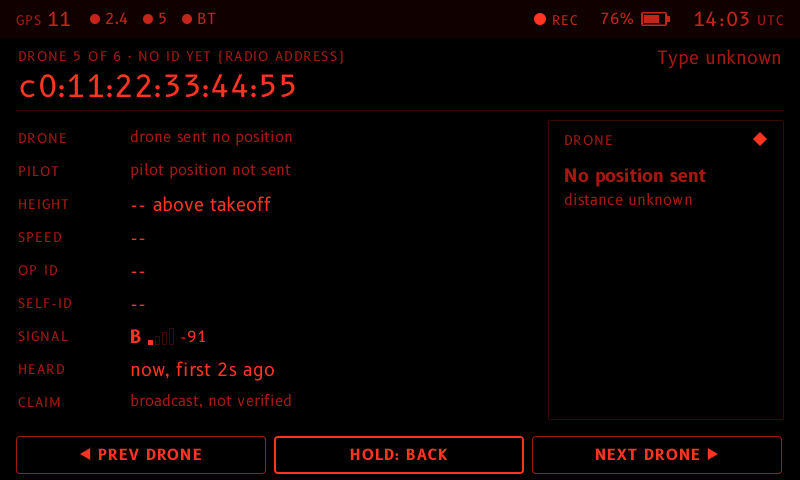 GPS 11 2.4 5 BT REC 76% 14:03 UTC
DRONE 5 OF 6 · NO ID YET (RADIO ADDRESS)
c0:11:22:33:44:55
Type unknown
DRONE drone sent no position
PILOT pilot position not sent
HEIGHT -- above takeoff
SPEED --
OP ID --
SELF-ID --
SIGNAL B -91
HEARD now, first 2s ago
CLAIM broadcast, not verified
DRONE
No position sent
distance unknown
PREV DRONE
HOLD: BACK
NEXT DRONE